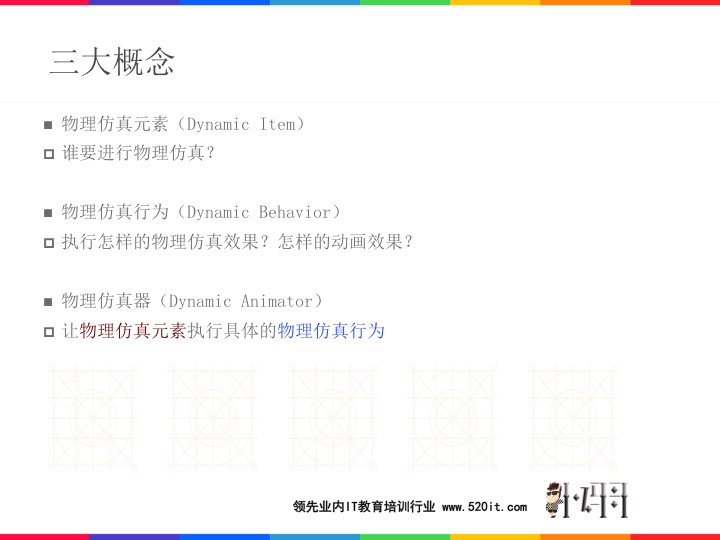 三大概念
物理仿真元素（Dynamic Item）
谁要进行物理仿真？
物理仿真行为（Dynamic Behavior）
执行怎样的物理仿真效果？怎样的动画效果？
物理仿真器（Dynamic Animator）
让物理仿真元素执行具体的物理仿真行为
领先业内IT教育培训行业 www.520it.com
小码哥